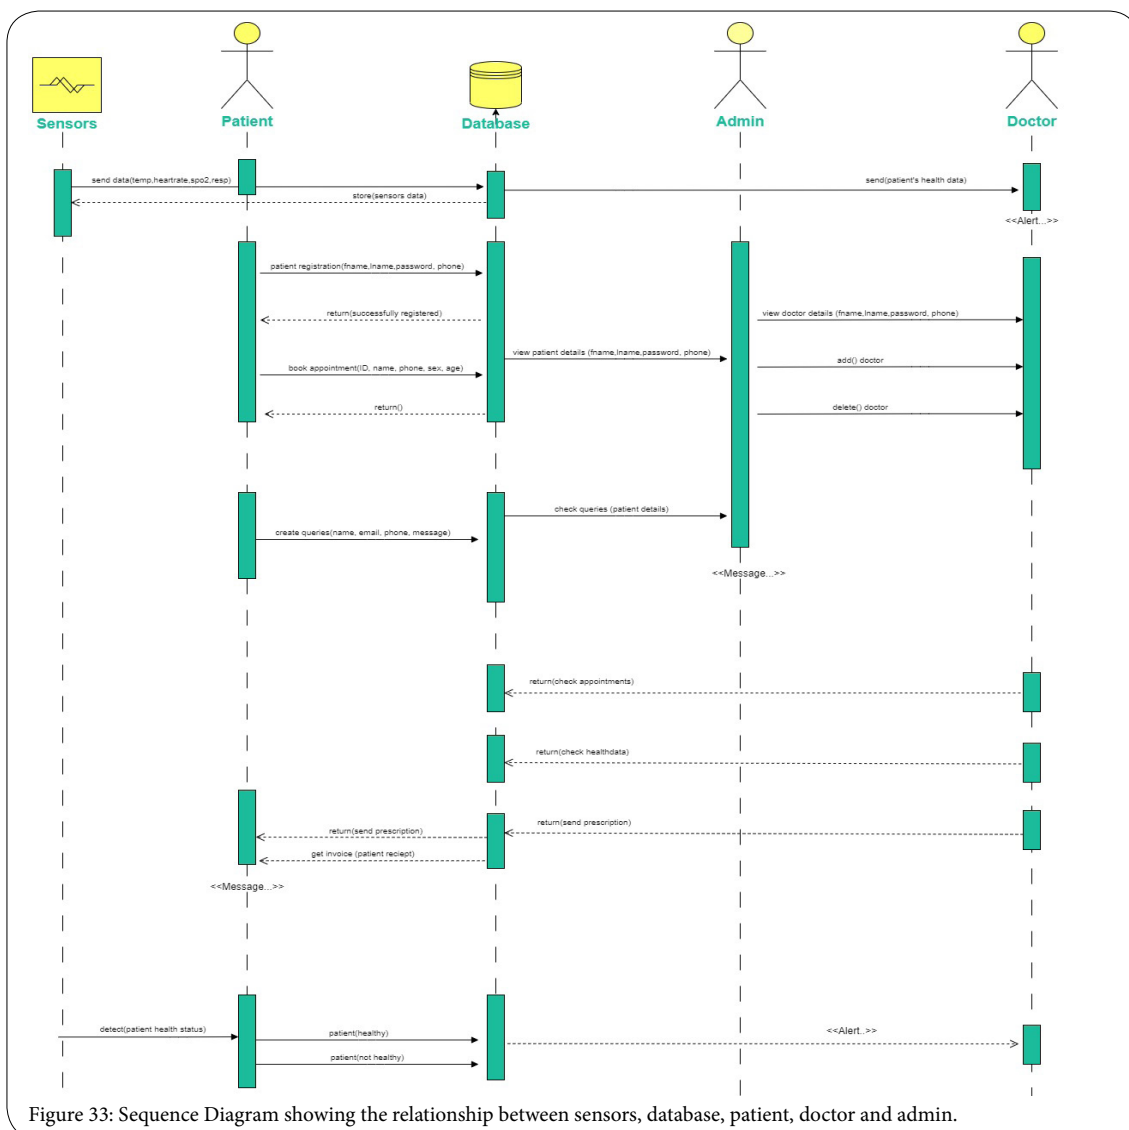 Sensors
Patient
Database
Admin
Doctor
send data(temp,heartrate,spo2,resp)
send(patient's health data)
store(sensors data)
<<Alert...>>
patient registration(fname,lname,password, phone)
return(successfully registered)
view doctor details (fname,lname,password, phone)
view patient details (fname,lname,password, phone)
add() doctor
book appointment(ID, name, phone, sex, age)
return()
delete() doctor
check queries (patient details)
create queries(name, email, phone, message)
<<Message...>>
return(check appointments)
return(check healthdata)
return(send prescription)
return(send prescription)
get invoice (patient reciept)
<<Message...>>
detect(patient health status)
patient(healthy)
<<Alert..>>
patient(not healthy)
Figure 33: Sequence Diagram showing the relationship between sensors, database, patient, doctor and admin.